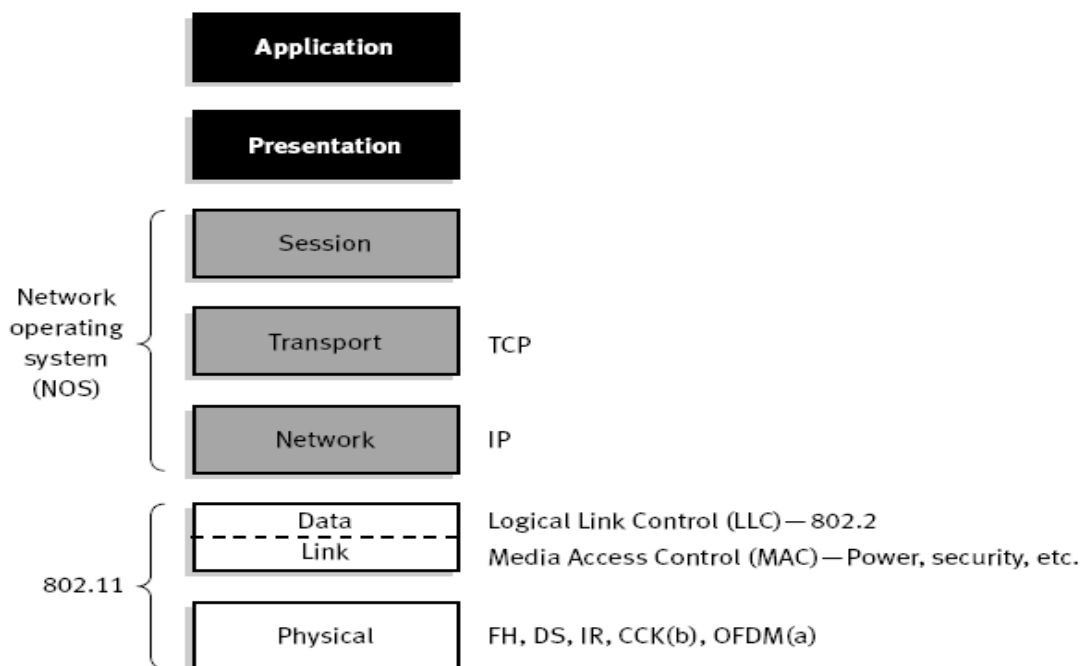 Application
Presentation
Session
Network
operating
system
(NOS)
Transport
TCP
Network
IP
802.11
Data
Link
Logical Link Control (LLC)—802.2
Media Access Control (MAC)—Power, security, etc.
Physical
FH, DS, IR, CCK(b), OFDM(a)